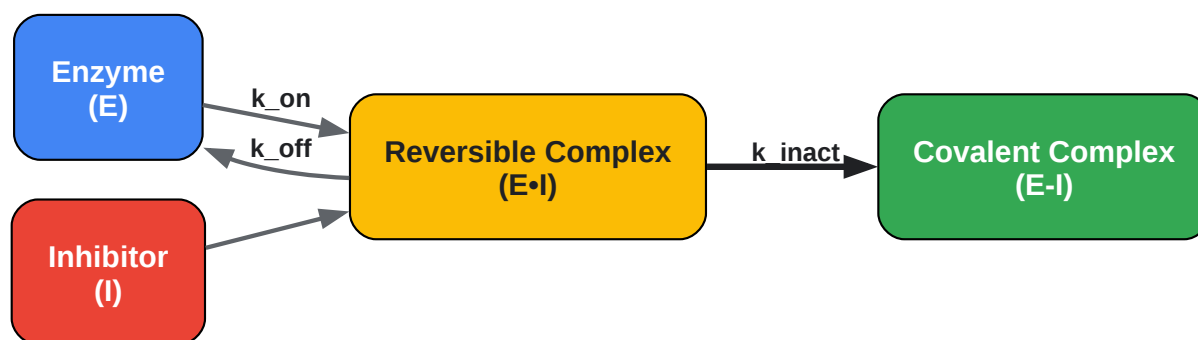 Enzyme
(E)
k_on
k_off
Inhibitor
(I)
Reversible Complex
(E•I)
k_inact
Covalent Complex
(E-I)